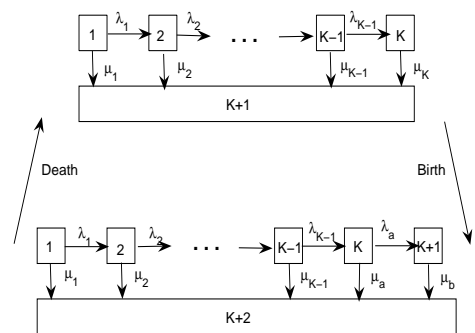 λ1 λ2 λK−1
1 2 . . . K−1 K
μ1 μ2 μK−1 μK
K+1
Death Birth
λ1 λ2 λK−1 λa
1 2 . . . K−1 K K+1
μ1 μ2 μK−1 μa μb
K+2